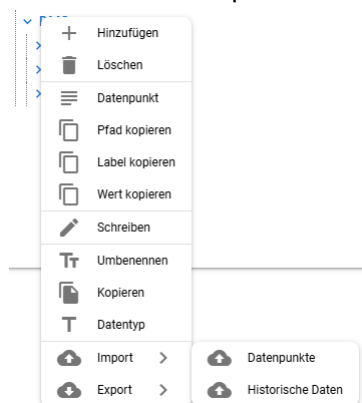 Hinzufügen
Löschen
Datenpunkt
Pfad kopieren
Label kopieren
Wert kopieren
Schreiben
Umbenennen
Kopieren
Datentyp
Import
Datenpunkte
Export
Historische Daten